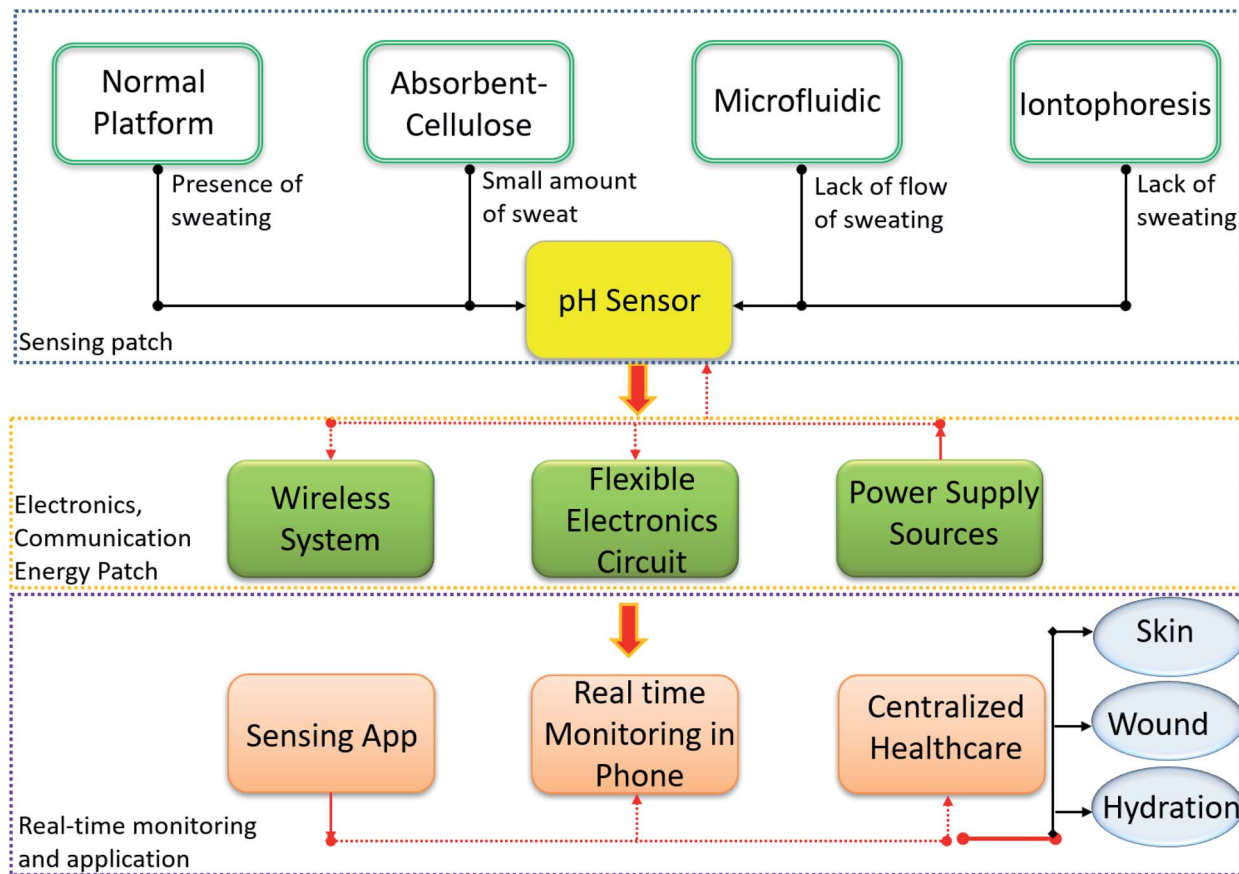 Normal
Platform
Absorbent-
Cellulose
Microfluidic
Iontophoresis
Presence of
sweating
Small amount
of sweat
Lack of flow
of sweating
Lack of
sweating
pH Sensor
Sensing patch
Wireless
System
Flexible
Electronics
Circuit
Power Supply
Sources
Electronics,
Communication
Energy Patch
Sensing App
Real time
Monitoring in
Phone
Centralized
Healthcare
Skin
Wound
Hydration
Real-time monitoring
and application